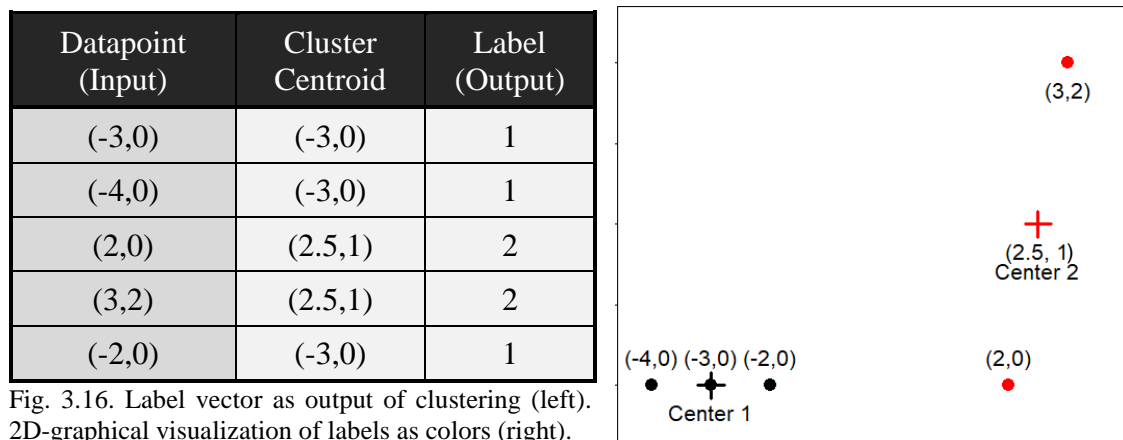 Datapoint (Input) Cluster Centroid Label (Output)
(-3,0) (-3,0) 1
(-4,0) (-3,0) 1
(2,0) (2.5,1) 2
(3,2) (2.5,1) 2
(-2,0) (-3,0) 1
Fig. 3.16. Label vector as output of clustering (left).
2D-graphical visualization of labels as colors (right).
(3,2)
(2.5, 1)
Center 2
(-4,0) (-3,0) (-2,0) (2,0)
Center 1